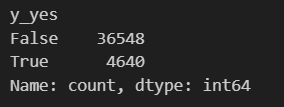 y_yes
False    36548
True      4640
Name: count, dtype: int64